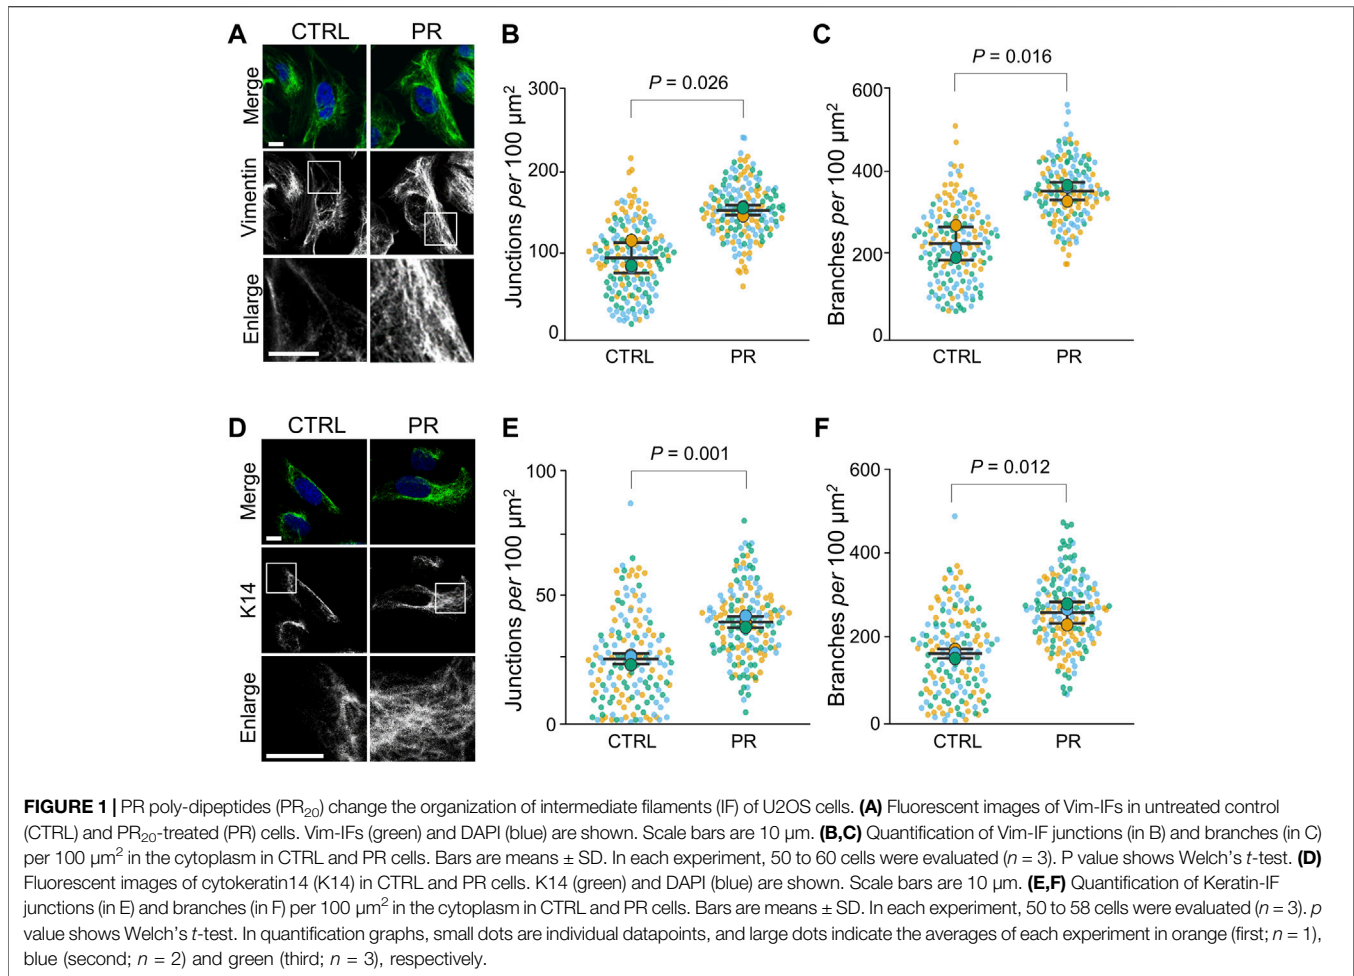 A
CTRL
PR
Merge
Vimentin
Enlarge
B
P = 0.026
Junctions per 100 µm²
300
200
100
0
CTRL
PR
C
P = 0.016
Branches per 100 µm²
600
400
200
0
CTRL
PR
D
CTRL
PR
Merge
K14
Enlarge
E
P = 0.001
Junctions per 100 µm²
100
50
0
CTRL
PR
F
P = 0.012
Branches per 100 µm²
600
400
200
0
CTRL
PR
FIGURE 1 | PR poly-dipeptides (PR₂₀) change the organization of intermediate filaments (IF) of U2OS cells. (A) Fluorescent images of Vim-IFs in untreated control
(CTRL) and PR₂₀-treated (PR) cells. Vim-IFs (green) and DAPI (blue) are shown. Scale bars are 10 µm. (B,C) Quantification of Vim-IF junctions (in B) and branches (in C)
per 100 µm² in the cytoplasm in CTRL and PR cells. Bars are means ± SD. In each experiment, 50 to 60 cells were evaluated (n = 3). P value shows Welch's t-test. (D)
Fluorescent images of cytokeratin14 (K14) in CTRL and PR cells. K14 (green) and DAPI (blue) are shown. Scale bars are 10 µm. (E,F) Quantification of Keratin-IF
junctions (in E) and branches (in F) per 100 µm² in the cytoplasm in CTRL and PR cells. Bars are means ± SD. In each experiment, 50 to 58 cells were evaluated (n = 3). p
value shows Welch's t-test. In quantification graphs, small dots are individual datapoints, and large dots indicate the averages of each experiment in orange (first; n = 1),
blue (second; n = 2) and green (third; n = 3), respectively.